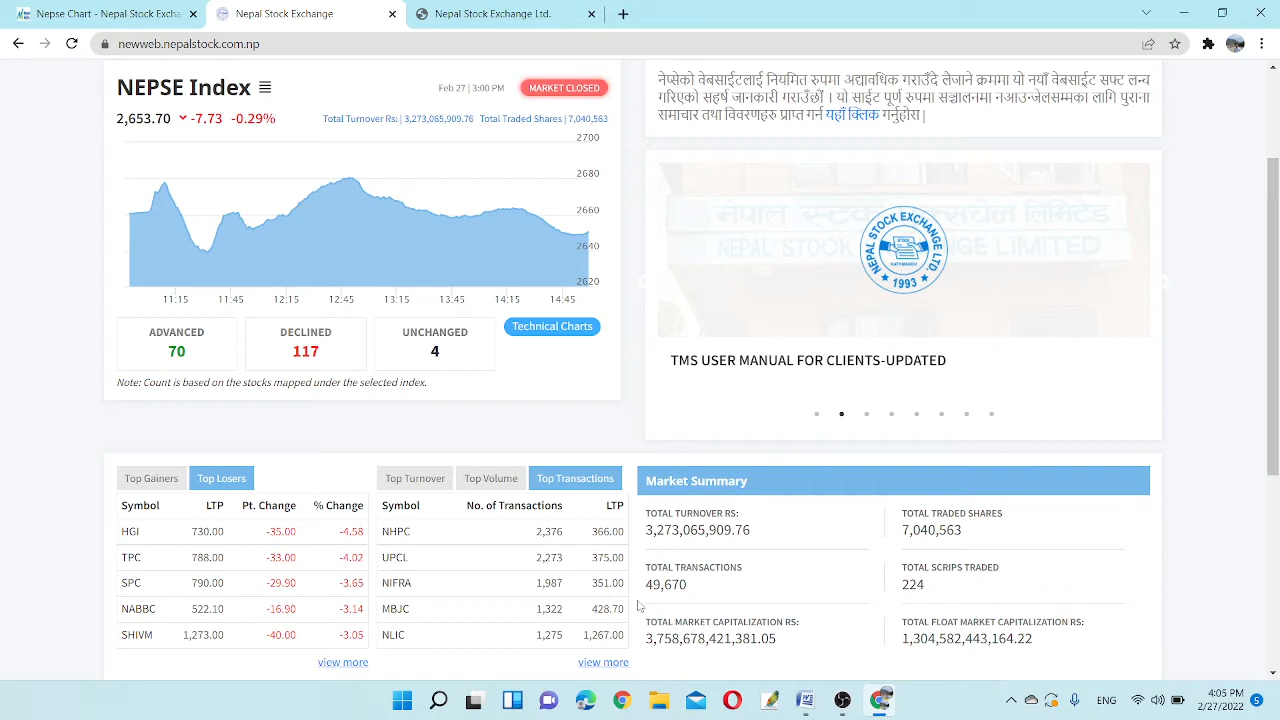 Nepse Chart - Nepse
Nepal Stock Exchange
Nepal Stock Exchange Ltd.
newweb.nepalstock.com.np
NEPSE Index
Feb 27 | 3:00 PM
MARKET CLOSED
2,653.70 -7.73 -0.29%
Total Turnover Rs: | 3,273,065,909.76 Total Traded Shares | 7,040,563
2700
2680
2660
2640
2620
11:15 11:45 12:15 12:45 13:15 13:45 14:15 14:45
ADVANCED
70
DECLINED
117
UNCHANGED
4
Technical Charts
Note: Count is based on the stocks mapped under the selected index.
नेप्सेको वेबसाईटलाई नियमित रुपमा अद्यावधिक गराउँदै लेजाने क्रममा यो नयाँ वेबसाईट सफ्ट लन्च
गरिएको सहर्ष जानकारी गराउँछौं । यो साईट पूर्ण रुपमा सञ्चालनमा नआउन्जेलसम्मका लागि पुराना
समाचार तथा विवरणहरु प्राप्त गर्न यहाँ क्लिक गर्नुहोस |
NEPAL STOCK EXCHANGE LIMITED
NEPAL STOCK EXCHANGE LTD.
STOCK
KATHMANDU
1993
TMS USER MANUAL FOR CLIENTS-UPDATED
Top Gainers Top Losers
Symbol LTP Pt. Change % Change
HGI 730.00 -35.00 -4.58
TPC 788.00 -33.00 -4.02
SPC 790.00 -29.90 -3.65
NABBC 522.10 -16.90 -3.14
SHIVM 1,273.00 -40.00 -3.05
view more
Top Turnover Top Volume Top Transactions
Symbol No. of Transactions LTP
NHPC 2,376 366.00
UPCL 2,273 375.00
NIFRA 1,987 351.00
MBJC 1,322 428.70
NLIC 1,275 1,267.00
view more
Market Summary
TOTAL TURNOVER RS:
3,273,065,909.76
TOTAL TRADED SHARES
7,040,563
TOTAL TRANSACTIONS
49,670
TOTAL SCRIPS TRADED
224
TOTAL MARKET CAPITALIZATION RS:
3,758,678,421,381.05
TOTAL FLOAT MARKET CAPITALIZATION RS:
1,304,582,443,164.22
ENG
4:05 PM
2/27/2022
5